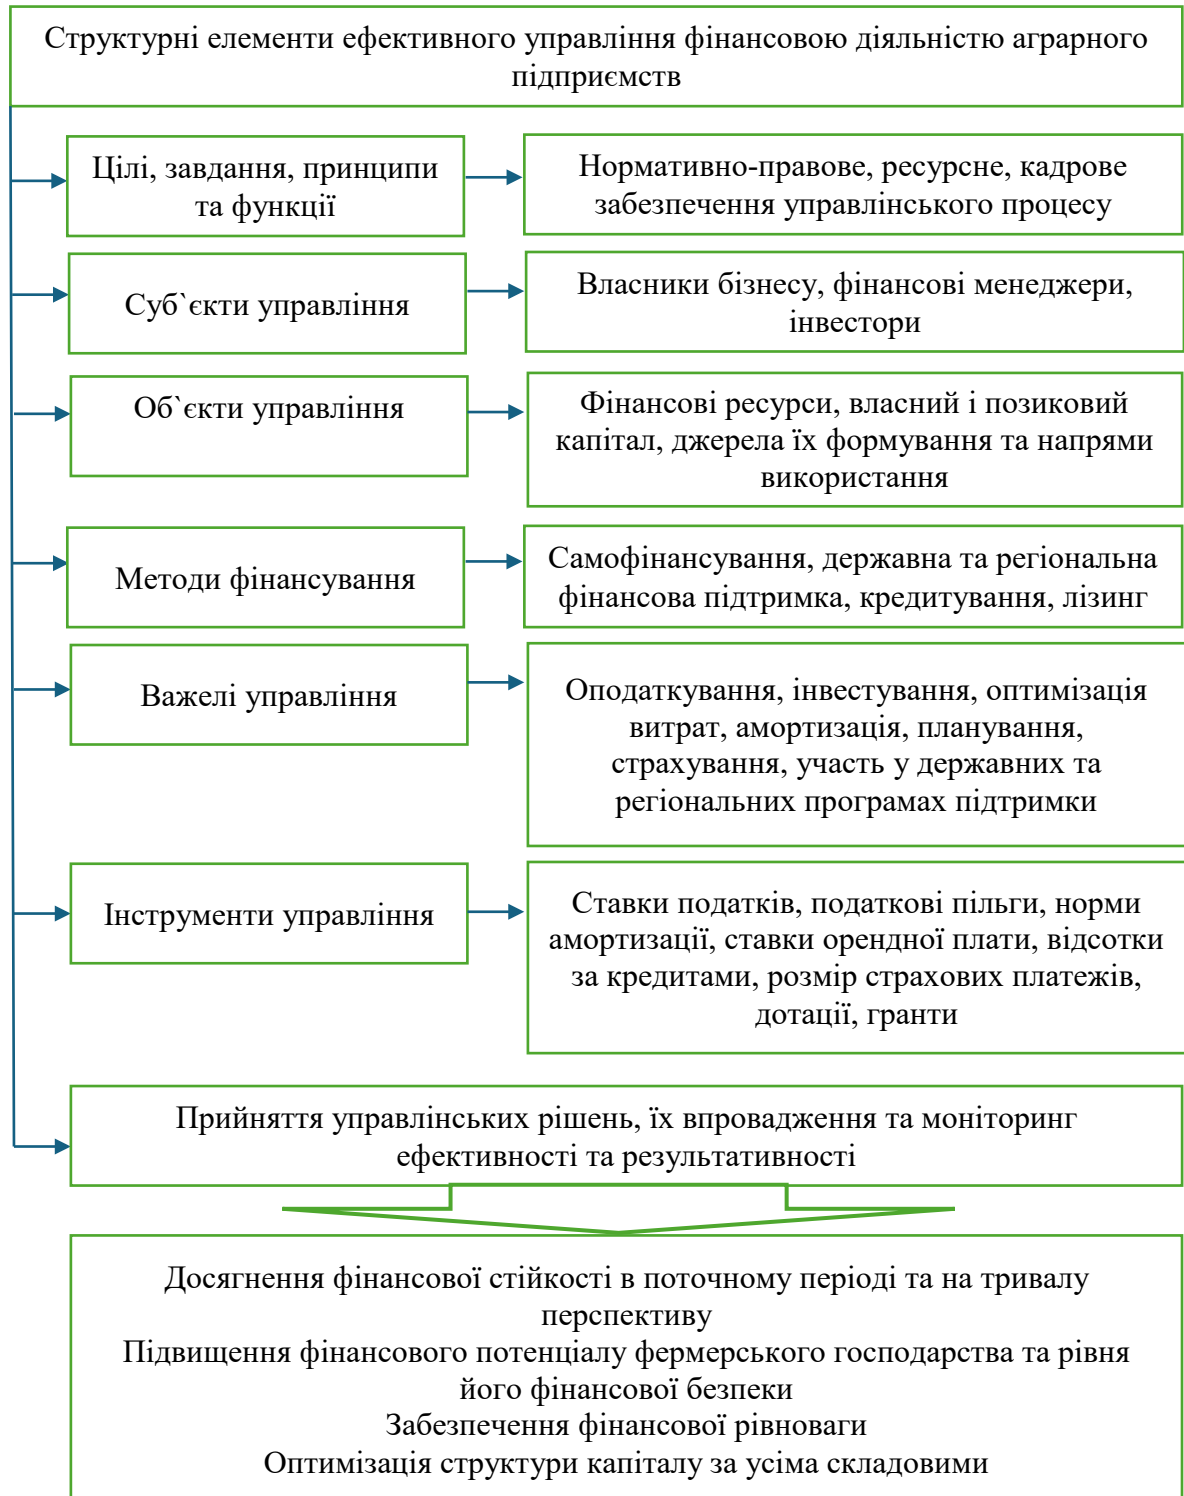 Структурні елементи ефективного управління фінансовою діяльністю аграрного
підприємств
Цілі, завдання, принципи
та функції
Нормативно-правове, ресурсне, кадрове
забезпечення управлінського процесу
Суб`єкти управління
Власники бізнесу, фінансові менеджери,
інвестори
Об`єкти управління
Фінансові ресурси, власний і позиковий
капітал, джерела їх формування та напрями
використання
Методи фінансування
Самофінансування, державна та регіональна
фінансова підтримка, кредитування, лізинг
Важелі управління
Оподаткування, інвестування, оптимізація
витрат, амортизація, планування,
страхування, участь у державних та
регіональних програмах підтримки
Інструменти управління
Ставки податків, податкові пільги, норми
амортизації, ставки орендної плати, відсотки
за кредитами, розмір страхових платежів,
дотації, гранти
Прийняття управлінських рішень, їх впровадження та моніторинг
ефективності та результативності
Досягнення фінансової стійкості в поточному періоді та на тривалу
перспективу
Підвищення фінансового потенціалу фермерського господарства та рівня
його фінансової безпеки
Забезпечення фінансової рівноваги
Оптимізація структури капіталу за усіма складовими